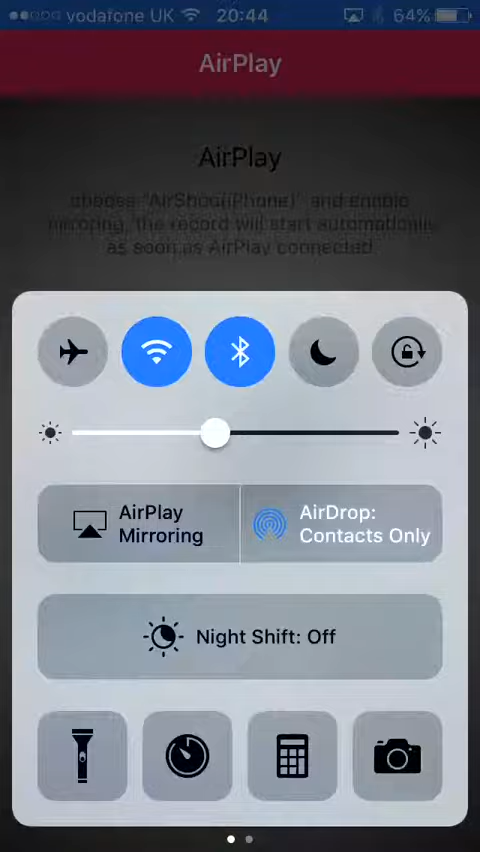 vodafone UK 20:44 64%
AirPlay
AirPlay
choose "AirShou(iPhone)" and enable
mirroring, the record will start automatically
as soon as AirPlay connected.
AirPlay
Mirroring
AirDrop:
Contacts Only
Night Shift: Off